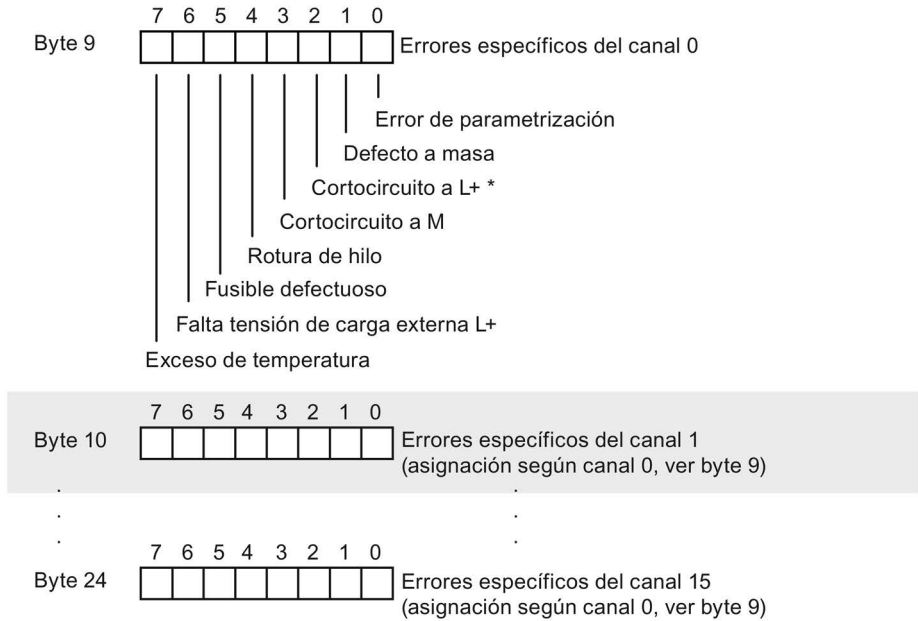 7 6 5 4 3 2 1 0
Byte 9 Errores específicos del canal 0
Error de parametrización
Defecto a masa
Cortocircuito a L+ *
Cortocircuito a M
Rotura de hilo
Fusible defectuoso
Falta tensión de carga externa L+
Exceso de temperatura
7 6 5 4 3 2 1 0
Byte 10 Errores específicos del canal 1
(asignación según canal 0, ver byte 9)
. .
. .
. .
7 6 5 4 3 2 1 0
Byte 24 Errores específicos del canal 15
(asignación según canal 0, ver byte 9)